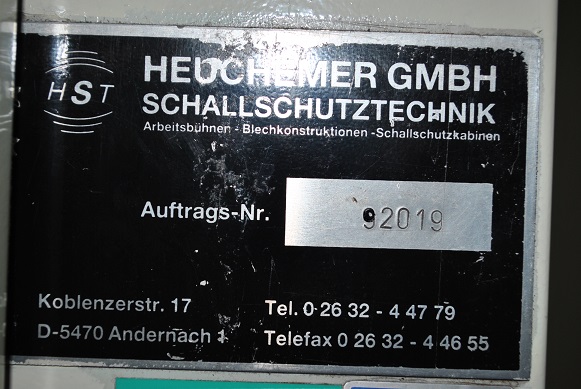 HST
HEUCHEMER GMBH
SCHALLSCHUTZTECHNIK
Arbeitsbühnen - Blechkonstruktionen - Schallschutzkabinen
Auftrags-Nr. 92019
Koblenzerstr. 17
D-5470 Andernach 1
Tel. 0 26 32 - 4 47 79
Telefax 0 26 32 - 4 46 55